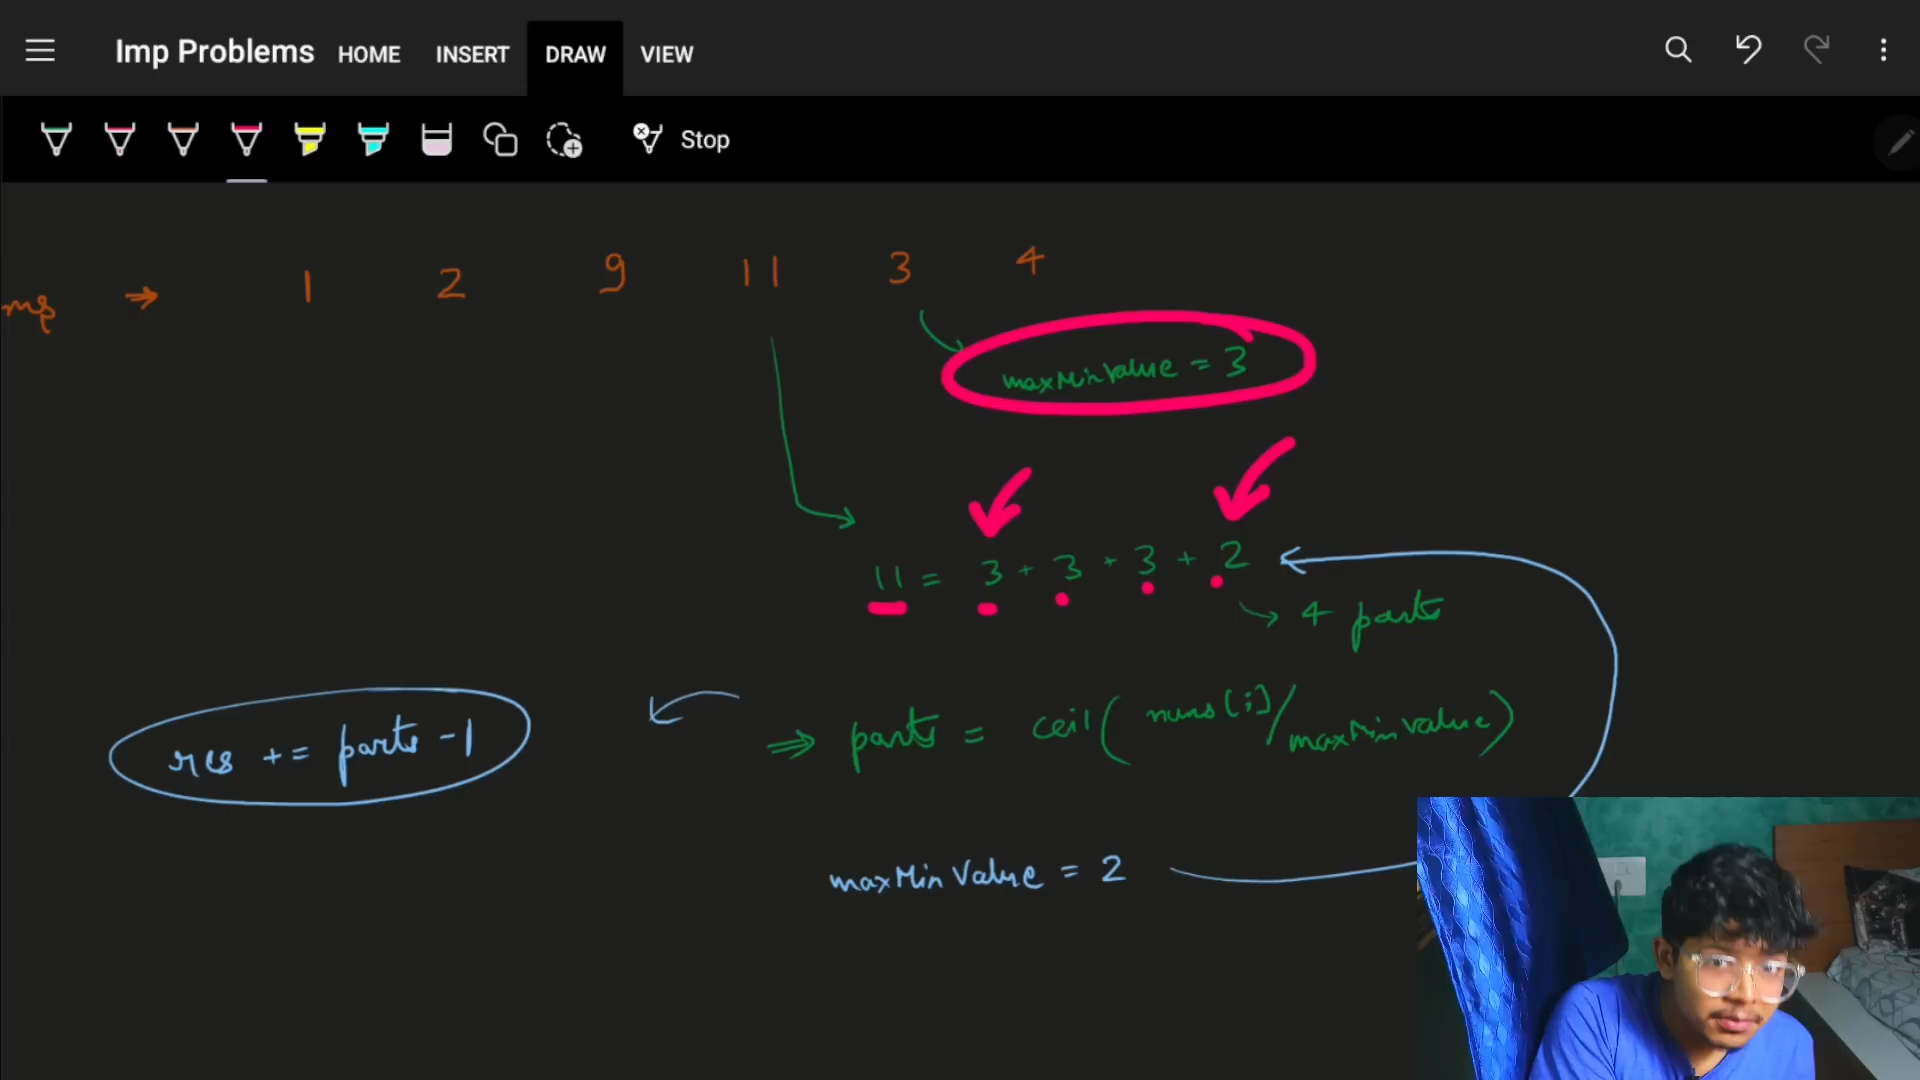 Imp Problems HOME INSERT DRAW VIEW
Stop
→ 1 2 9 11 3 4
maxMinValue = 3
11 = 3 + 3 + 3 + 2
→ 4 parts
res += parts -1
⇒ parts = ceil( nums[i]/maxMinValue)
maxMinValue = 2